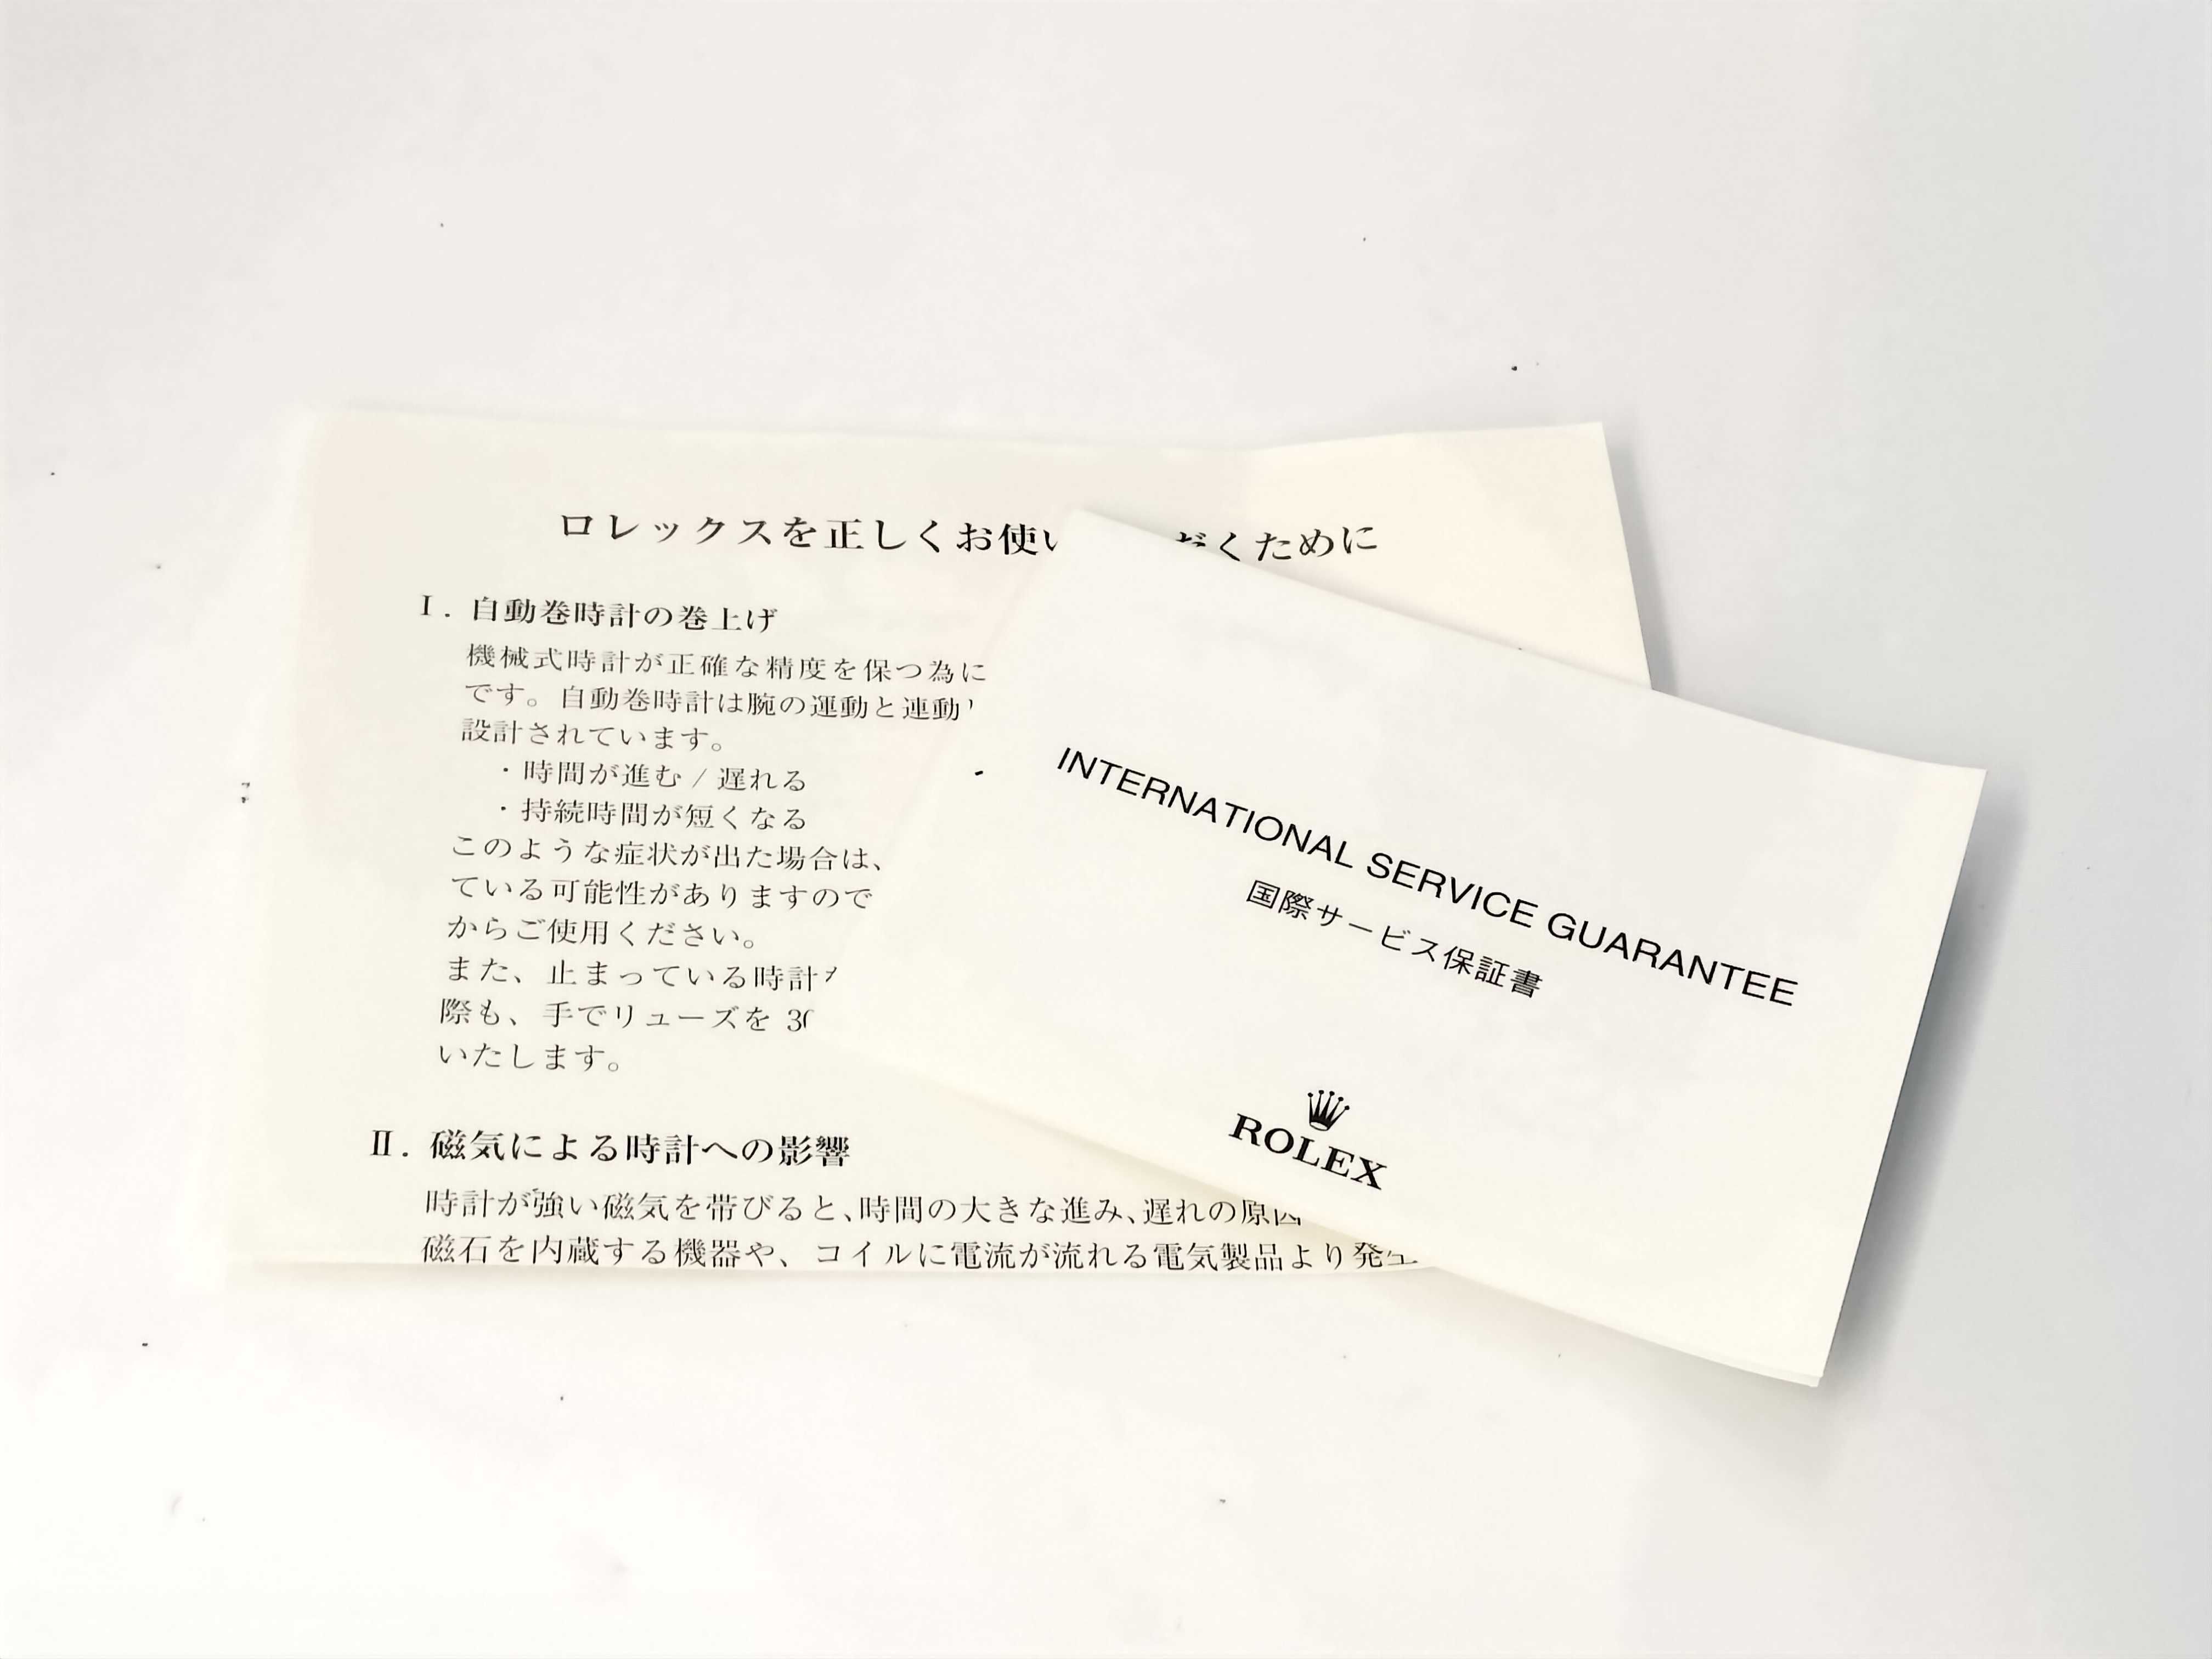 ロレックスを正しくお使い だくために
I. 自動巻時計の巻上げ
機械式時計が正確な精度を保つ為に
です。自動巻時計は腕の運動と連動
設計されています。
・時間が進む / 遅れる
・持続時間が短くなる
このような症状が出た場合は、
ている可能性がありますので
からご使用ください。
また、止まっている時計
際も、手でリューズを 30
いたします。
II. 磁気による時計への影響
時計が強い磁気を帯びると、時間の大きな進み、遅れの原因
磁石を内蔵する機器や、コイルに電流が流れる電気製品より発生
INTERNATIONAL SERVICE GUARANTEE
国際サービス保証書
ROLEX